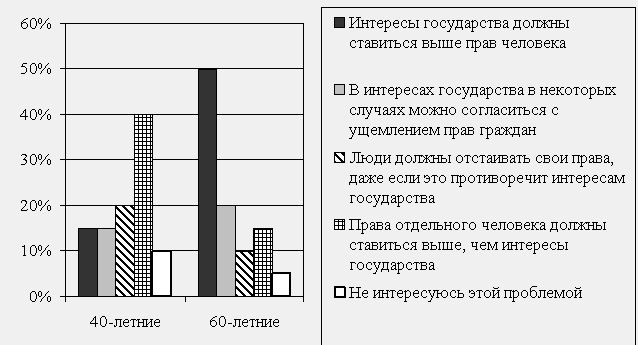 60%
50%
40%
30%
20%
10%
0%
40-летние
60-летние
Интересы государства должны
ставиться выше прав человека
В интересах государства в некоторых
случаях можно согласиться с
ущемлением прав граждан
Люди должны отстаивать свои права,
даже если это противоречит интересам
государства
Права отдельного человека должны
ставиться выше, чем интересы
государства
Не интересуюсь этой проблемой